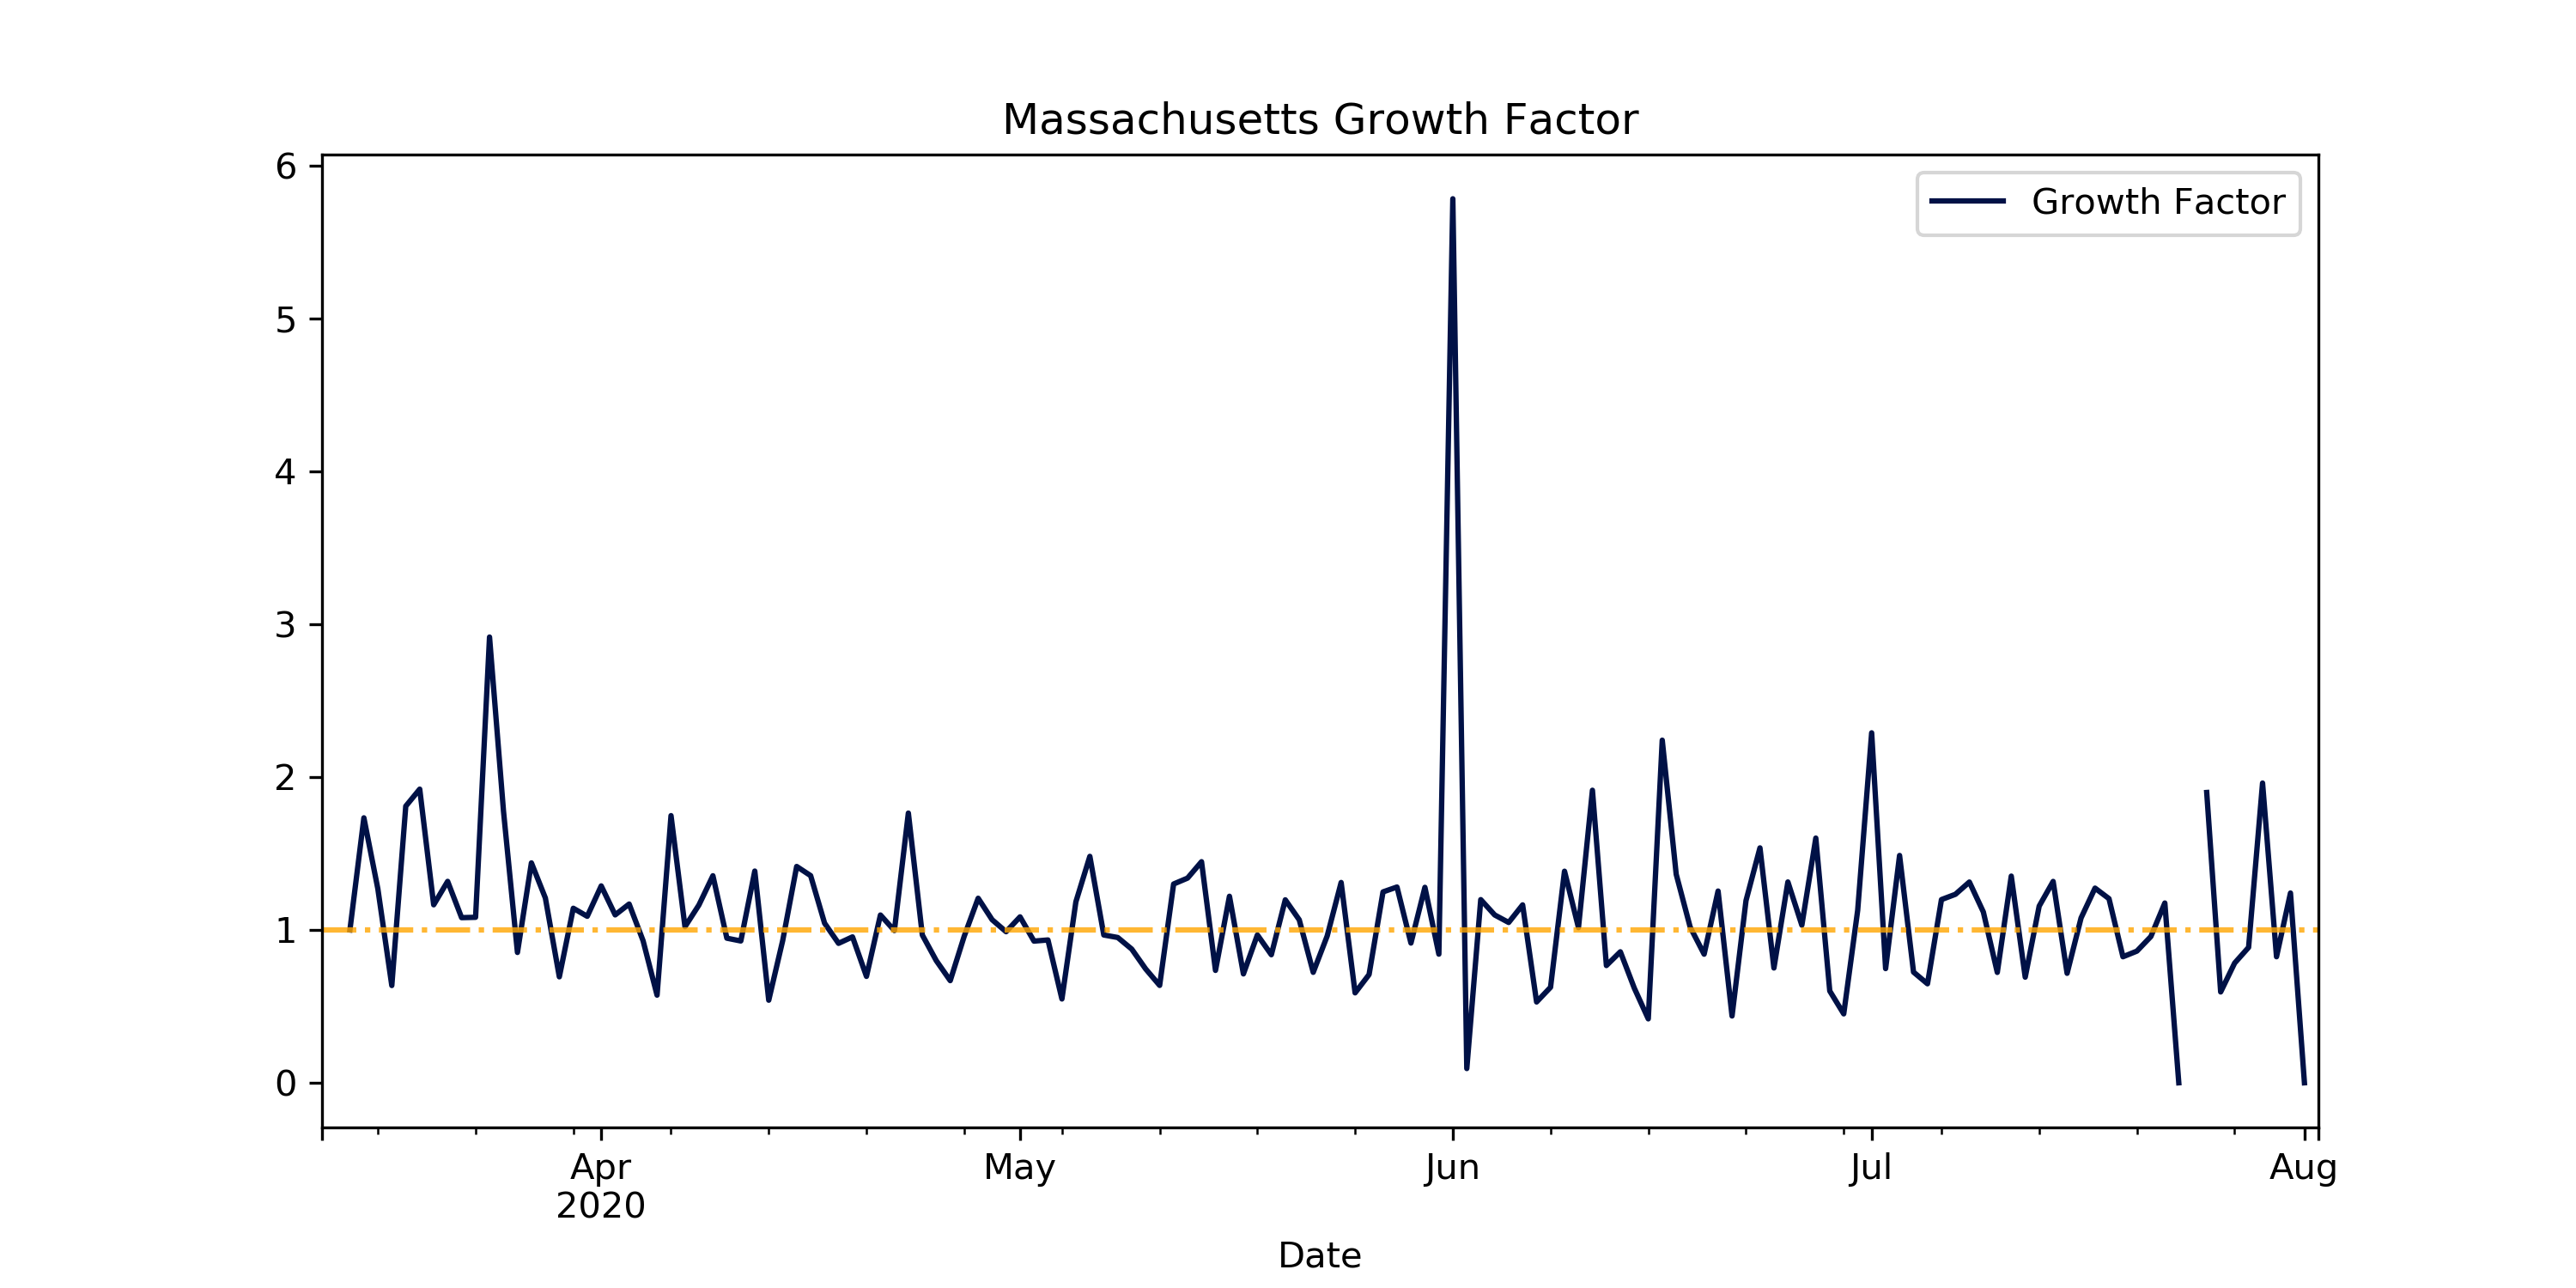 Massachusetts Growth Factor
Growth Factor
6
5
4
3
2
1
0
Apr
2020
May
Jun
Jul
Aug
Date